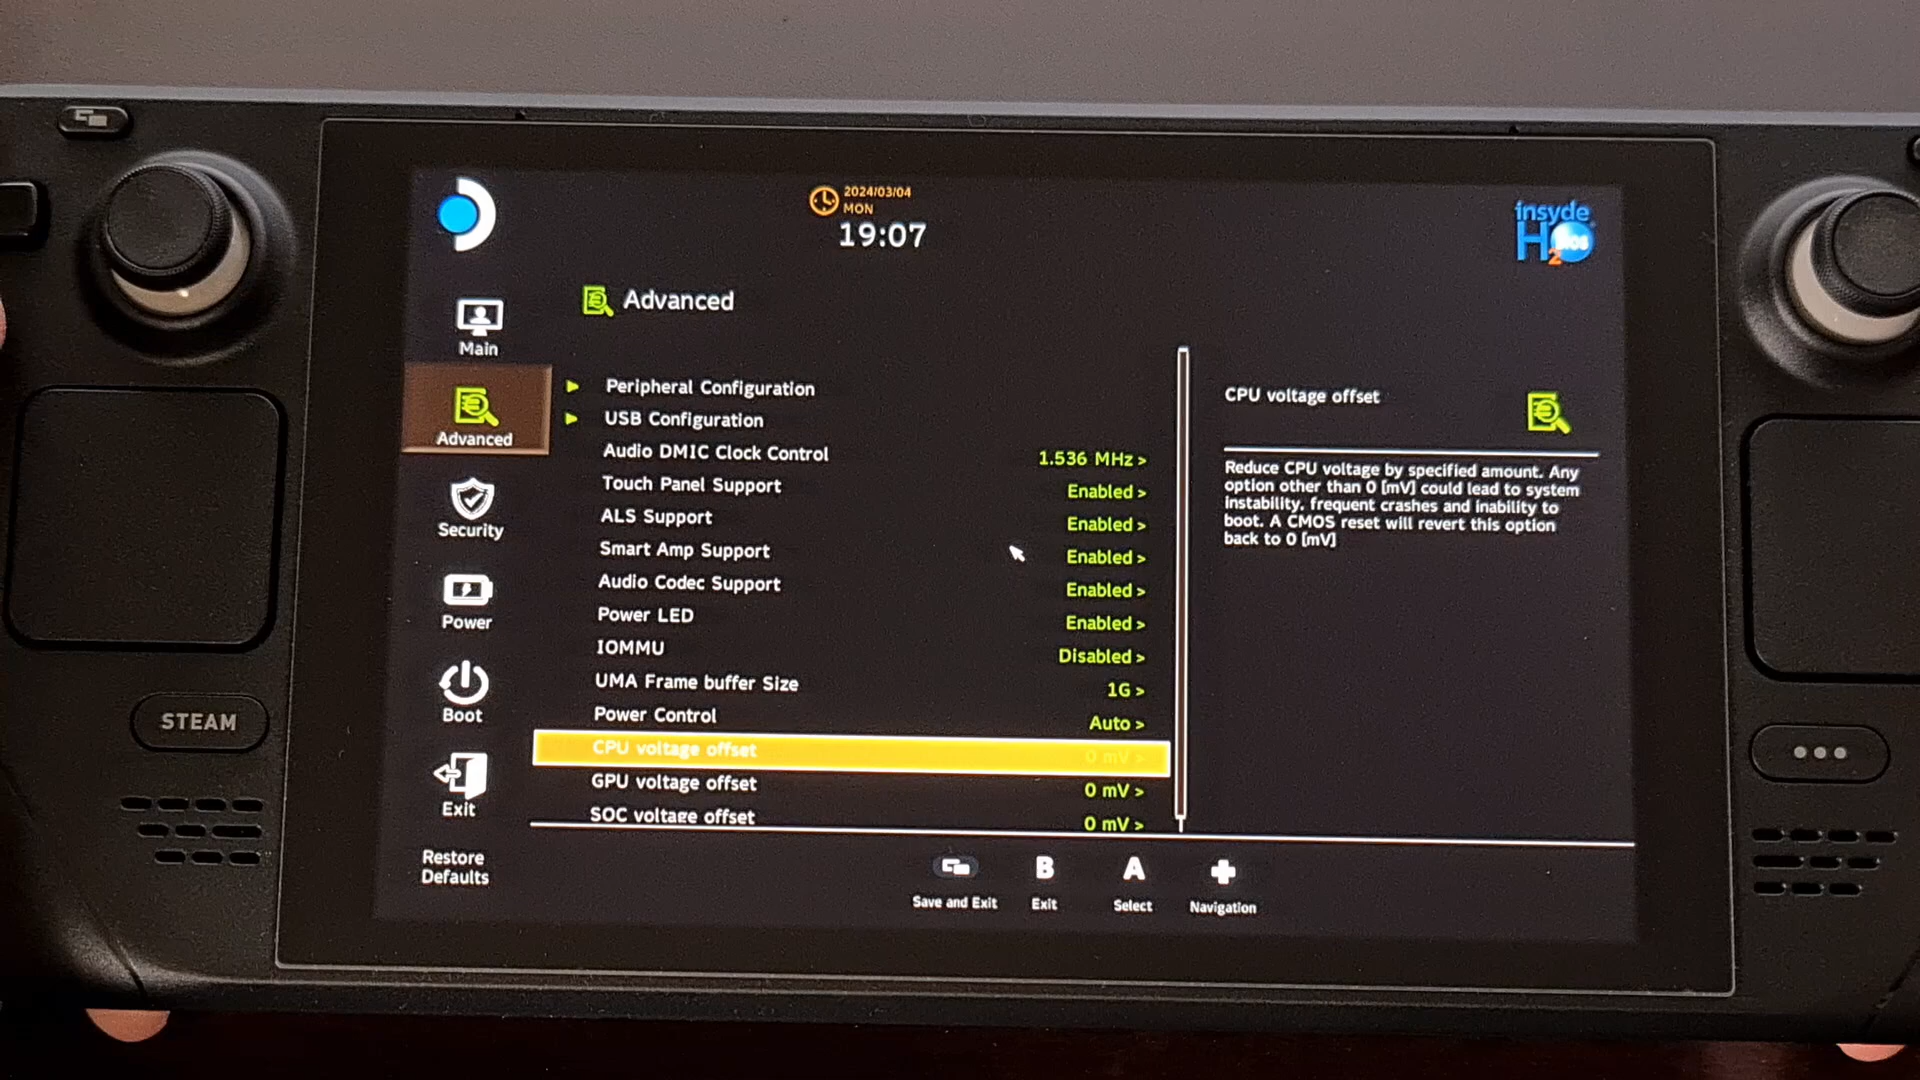 2024/03/04
MON
19:07
insyde
H2O
Advanced
Main
Advanced
Security
Power
Boot
Exit
Restore
Defaults
Peripheral Configuration
USB Configuration
Audio DMIC Clock Control 1.536 MHz >
Touch Panel Support Enabled >
ALS Support Enabled >
Smart Amp Support Enabled >
Audio Codec Support Enabled >
Power LED Enabled >
IOMMU Disabled >
UMA Frame buffer Size 1G >
Power Control Auto >
CPU voltage offset 0 mV >
GPU voltage offset 0 mV >
SOC voltage offset 0 mV >
CPU voltage offset
Reduce CPU voltage by specified amount. Any
option other than 0 [mV] could lead to system
instability, frequent crashes and inability to
boot. A CMOS reset will revert this option
back to 0 [mV]
B A
Save and Exit Exit Select Navigation
STEAM